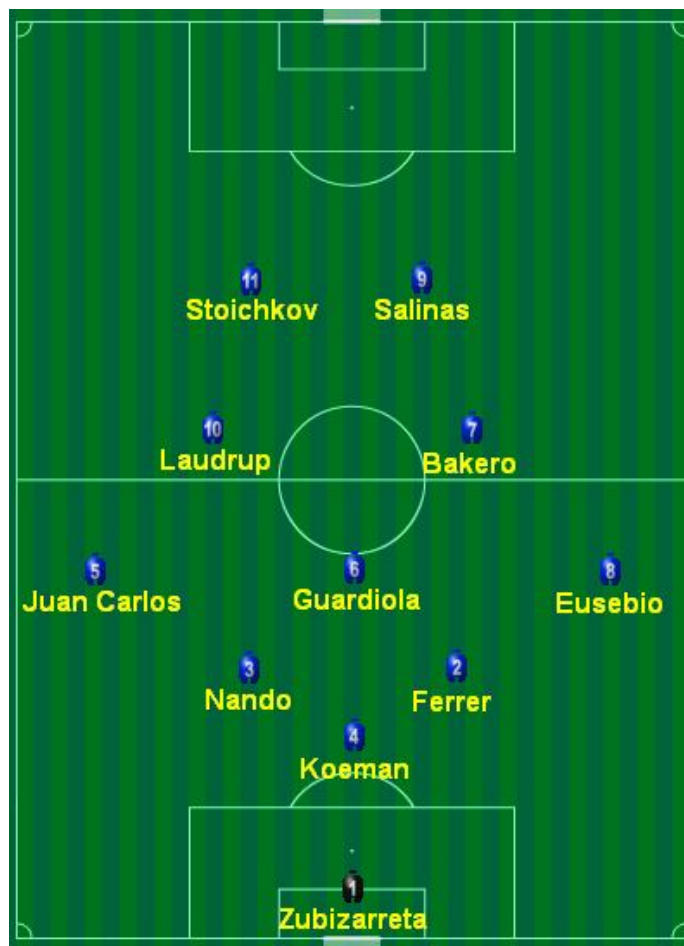 11 9
Stoichkov Salinas
10 7
Laudrup Bakero
5 6 8
Juan Carlos Guardiola Eusebio
3 2
Nando Ferrer
4
Koeman
1
Zubizarreta